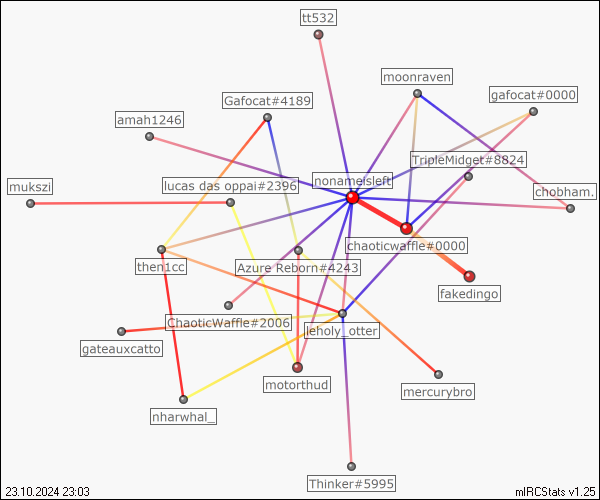 tt532
moonraven
gafocat#0000
Gafocat#4189
amah1246
TripleMidget#8824
nonameisleft
mukszi
lucas das oppai#2396
chobham.
chaoticwaffle#0000
then1cc
Azure Reborn#4243
fakedingo
ChaoticWaffle#2006
leholy_otter
gateauxcatto
motorthud
mercurybro
nharwhal_
Thinker#5995
23.10.2024 23:03
mIRCStats v1.25